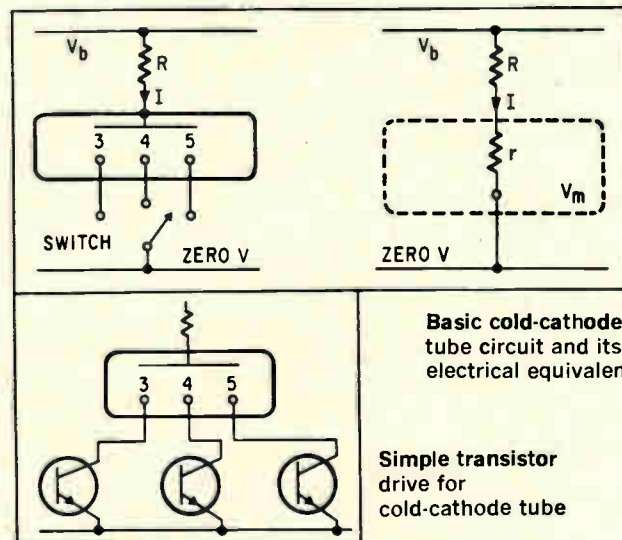 V_b
R
I
3 4 5
SWITCH
ZERO V
V_b
R
I
r
V_m
ZERO V
3 4 5
Basic cold-cathode
tube circuit and its
electrical equivalen
Simple transistor
drive for
cold-cathode tube